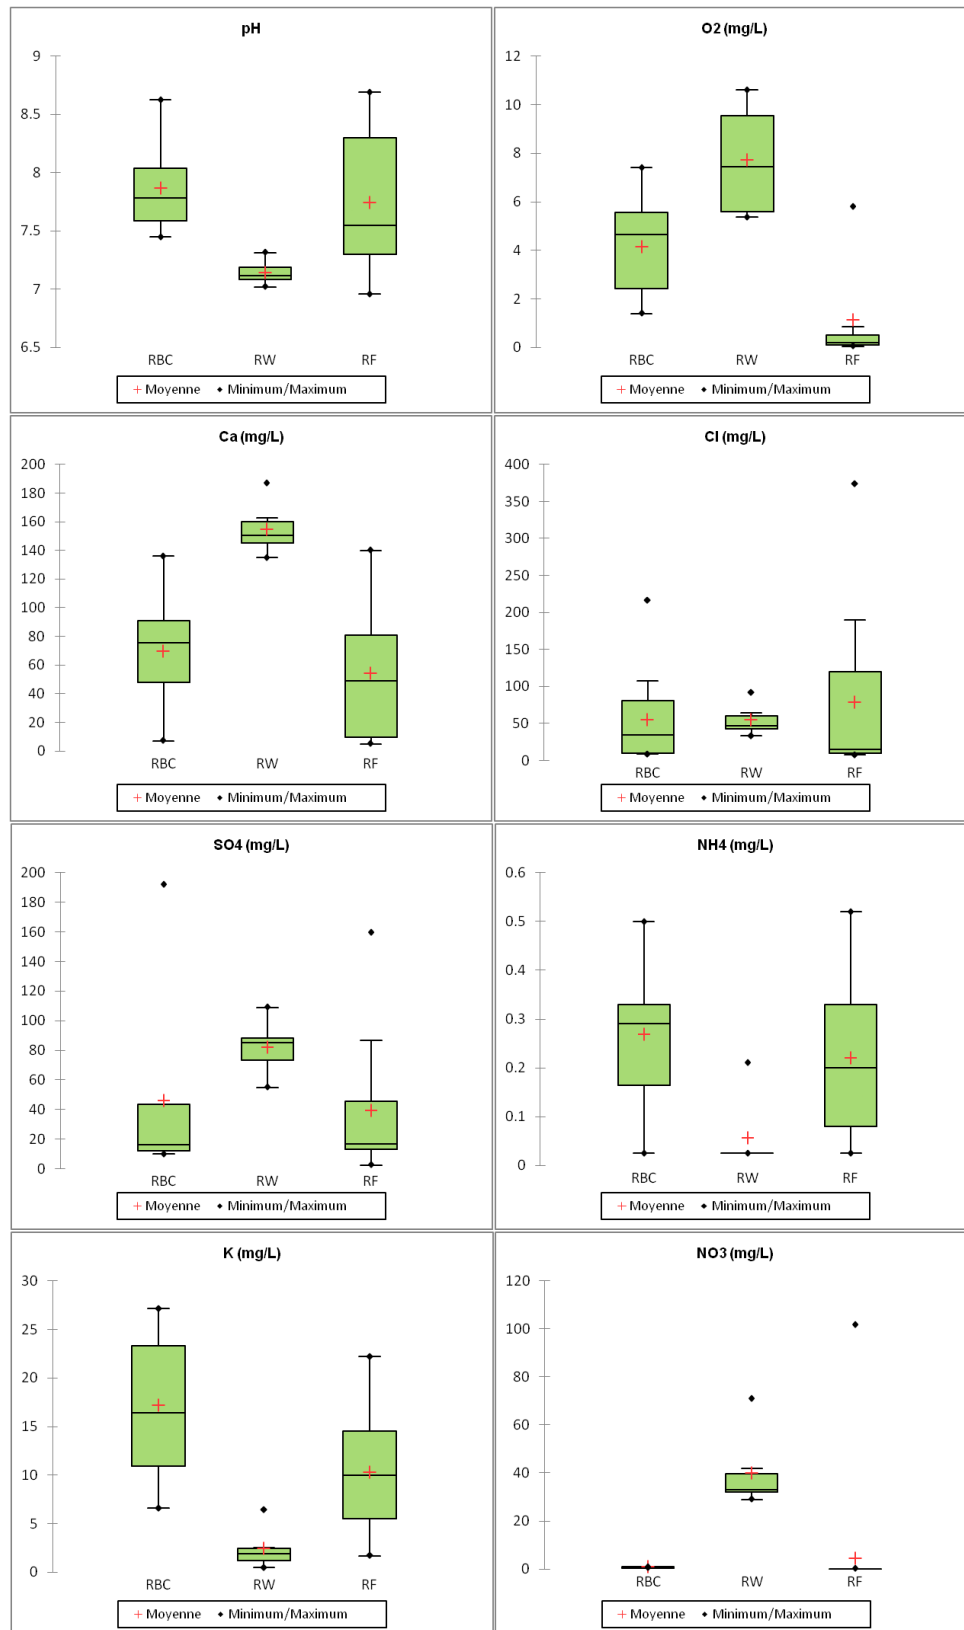 pH
9
8.5
8
7.5
7
6.5
RBC RW RF
+ Moyenne ♦ Minimum/Maximum
O2 (mg/L)
12
10
8
6
4
2
0
RBC RW RF
+ Moyenne ♦ Minimum/Maximum
Ca (mg/L)
200
180
160
140
120
100
80
60
40
20
0
RBC RW RF
+ Moyenne ♦ Minimum/Maximum
Cl (mg/L)
400
350
300
250
200
150
100
50
0
RBC RW RF
+ Moyenne ♦ Minimum/Maximum
SO4 (mg/L)
200
180
160
140
120
100
80
60
40
20
0
RBC RW RF
+ Moyenne ♦ Minimum/Maximum
NH4 (mg/L)
0.6
0.5
0.4
0.3
0.2
0.1
0
RBC RW RF
+ Moyenne ♦ Minimum/Maximum
K (mg/L)
30
25
20
15
10
5
0
RBC RW RF
+ Moyenne ♦ Minimum/Maximum
NO3 (mg/L)
120
100
80
60
40
20
0
RBC RW RF
+ Moyenne ♦ Minimum/Maximum